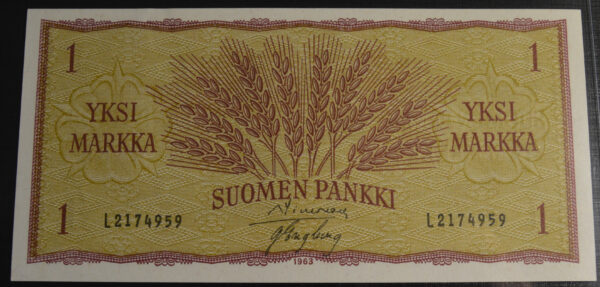 1 1
YKSI
MARKKA
YKSI
MARKKA
SUOMEN PANKKI
1 1
L2174959 L2174959
1963